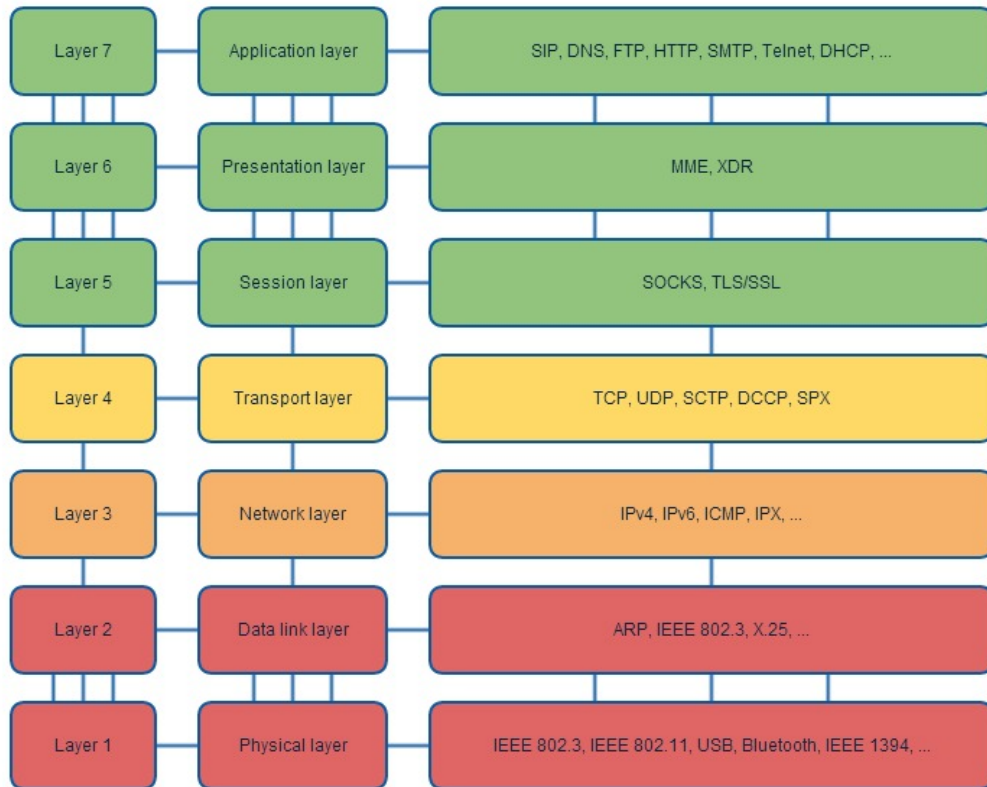 Layer 7
Application layer
SIP, DNS, FTP, HTTP, SMTP, Telnet, DHCP, ...
Layer 6
Presentation layer
MME, XDR
Layer 5
Session layer
SOCKS, TLS/SSL
Layer 4
Transport layer
TCP, UDP, SCTP, DCCP, SPX
Layer 3
Network layer
IPv4, IPv6, ICMP, IPX, ...
Layer 2
Data link layer
ARP, IEEE 802.3, X.25, ...
Layer 1
Physical layer
IEEE 802.3, IEEE 802.11, USB, Bluetooth, IEEE 1394, ...